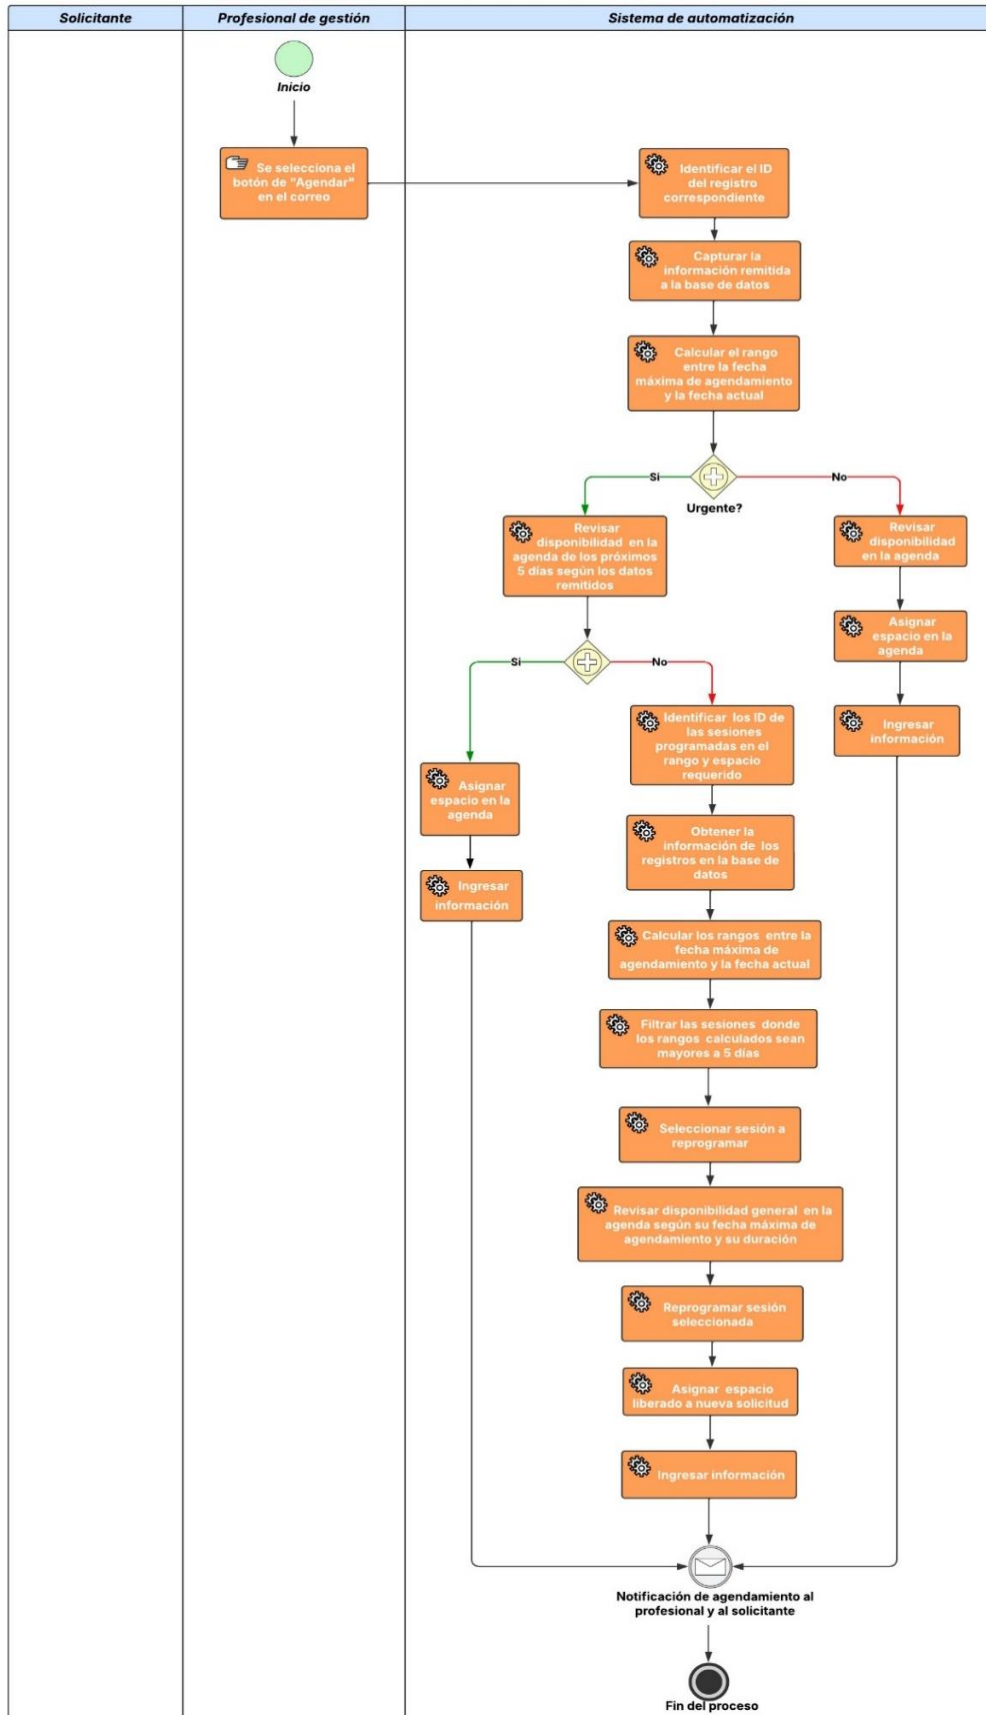 Solicitante
Profesional de gestión
Sistema de automatización
Inicio
Se selecciona el
botón de "Agendar"
en el correo
Identificar el ID
del registro
correspondiente
Capturar la
información remitida
a la base de datos
Calcular el rango
entre la fecha
máxima de agendamiento
y la fecha actual
Si
No
Urgente?
Revisar
disponibilidad en la
agenda de los próximos
5 días según los datos
remitidos
Revisar
disponibilidad
en la agenda
Asignar
espacio en la
agenda
Ingresar
información
Si
No
Asignar
espacio en la
agenda
Ingresar
información
Identificar los ID de
las sesiones
programadas en el
rango y espacio
requerido
Obtener la
información de los
registros en la base de
datos
Calcular los rangos entre la
fecha máxima de
agendamiento y la fecha actual
Filtrar las sesiones donde
los rangos calculados sean
mayores a 5 días
Seleccionar sesión a
reprogramar
Revisar disponibilidad general en la
agenda según su fecha máxima de
agendamiento y su duración
Reprogramar sesión
seleccionada
Asignar espacio
liberado a nueva solicitud
Ingresar información
Notificación de agendamiento al
profesional y al solicitante
Fin del proceso